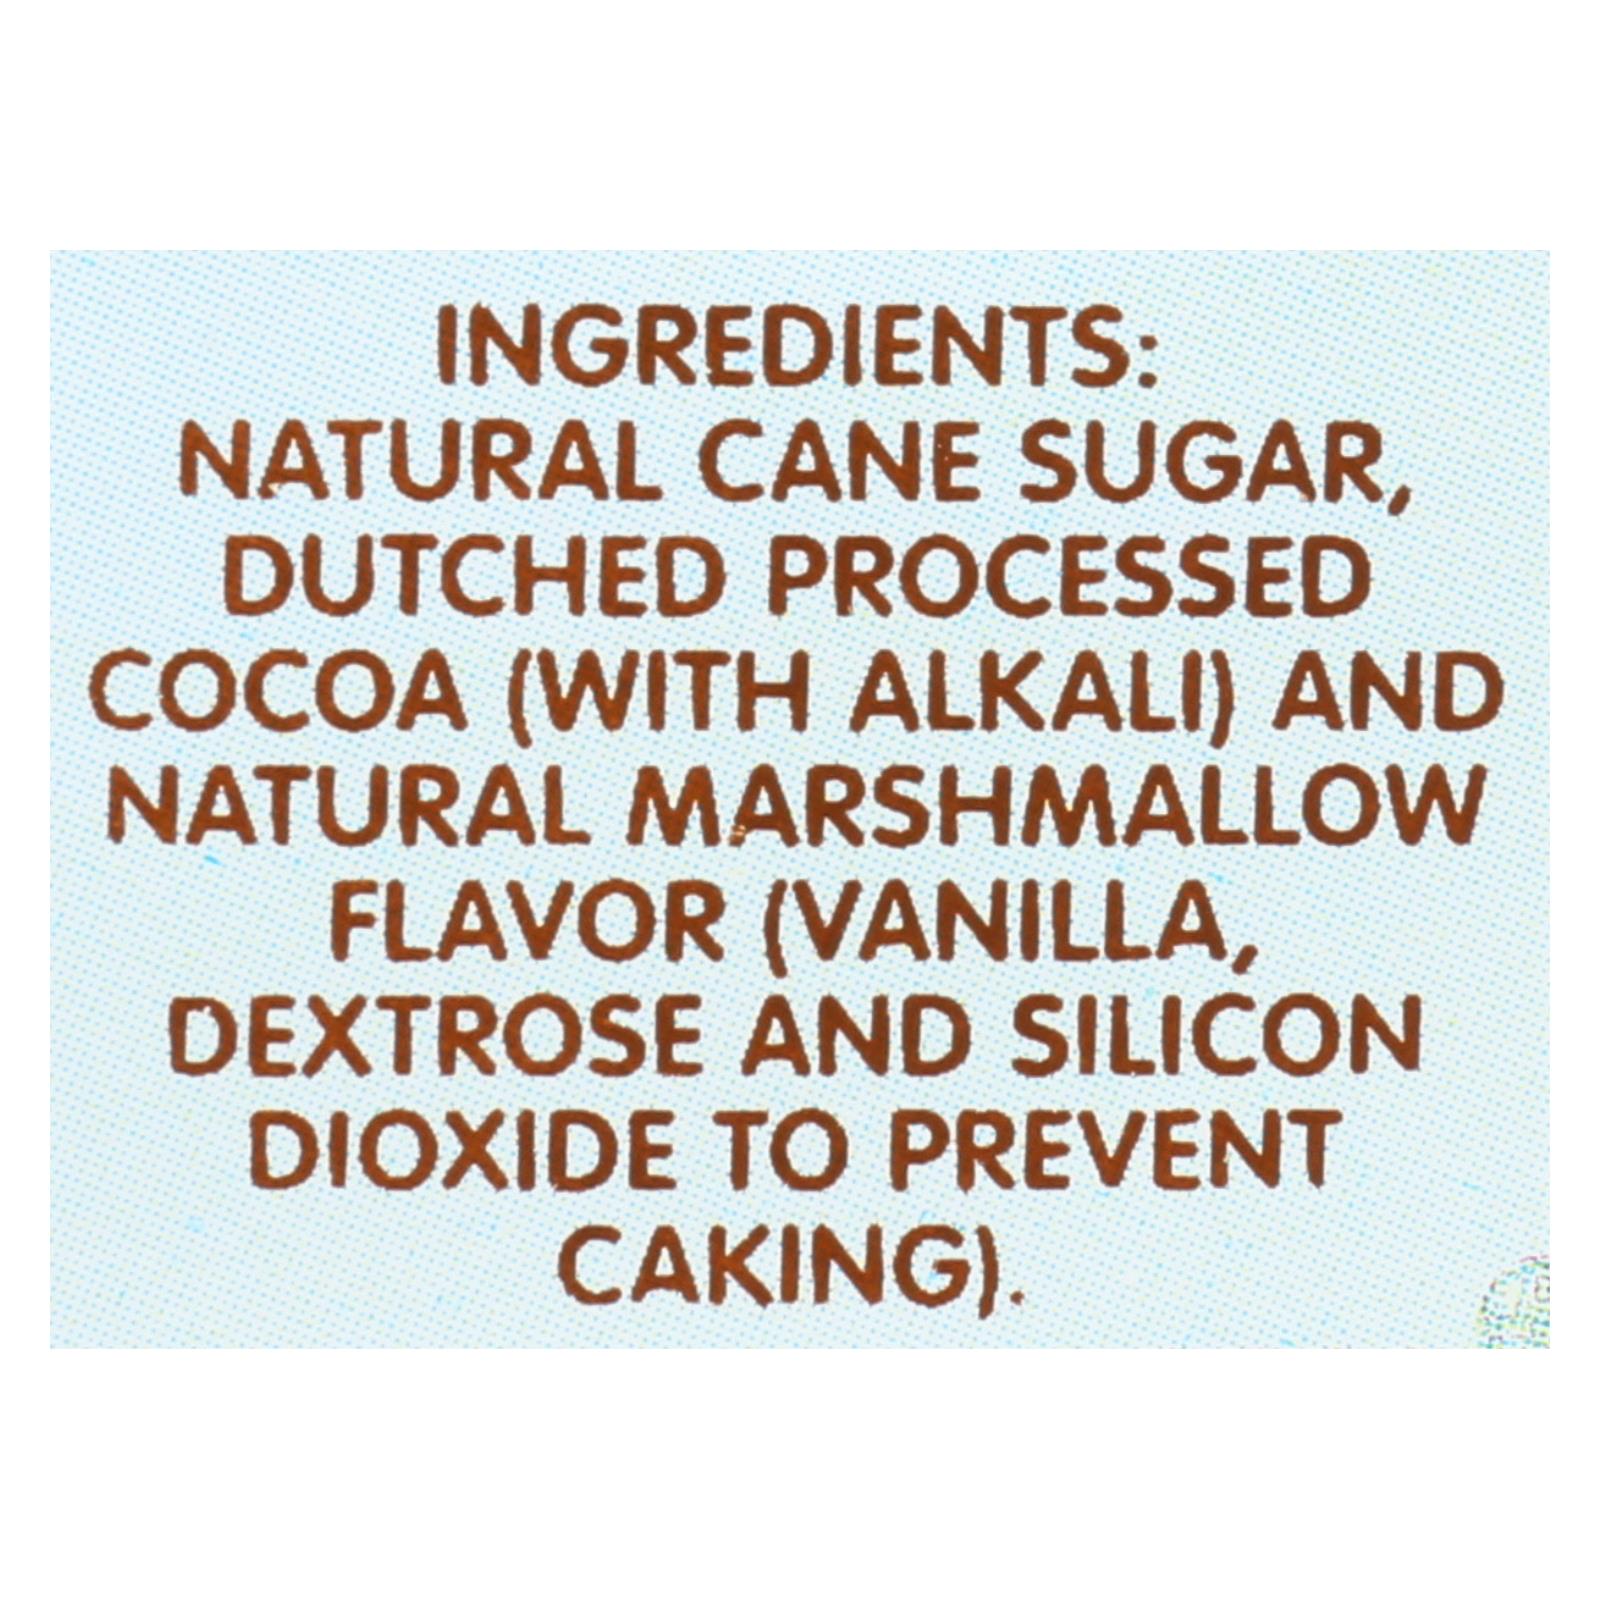 INGREDIENTS:
NATURAL CANE SUGAR,
DUTCHED PROCESSED
COCOA (WITH ALKALI) AND
NATURAL MARSHMALLOW
FLAVOR (VANILLA,
DEXTROSE AND SILICON
DIOXIDE TO PREVENT
CAKING).